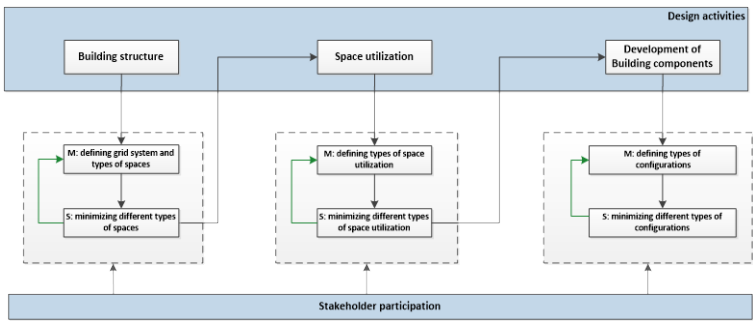 Design activities
Building structure
Space utilization
Development of
Building components
M: defining grid system and
types of spaces
S: minimizing different types
of spaces
M: defining types of space
utilization
S: minimizing different types
of space utilization
M: defining types of
configurations
S: minimizing different types of
configurations
Stakeholder participation